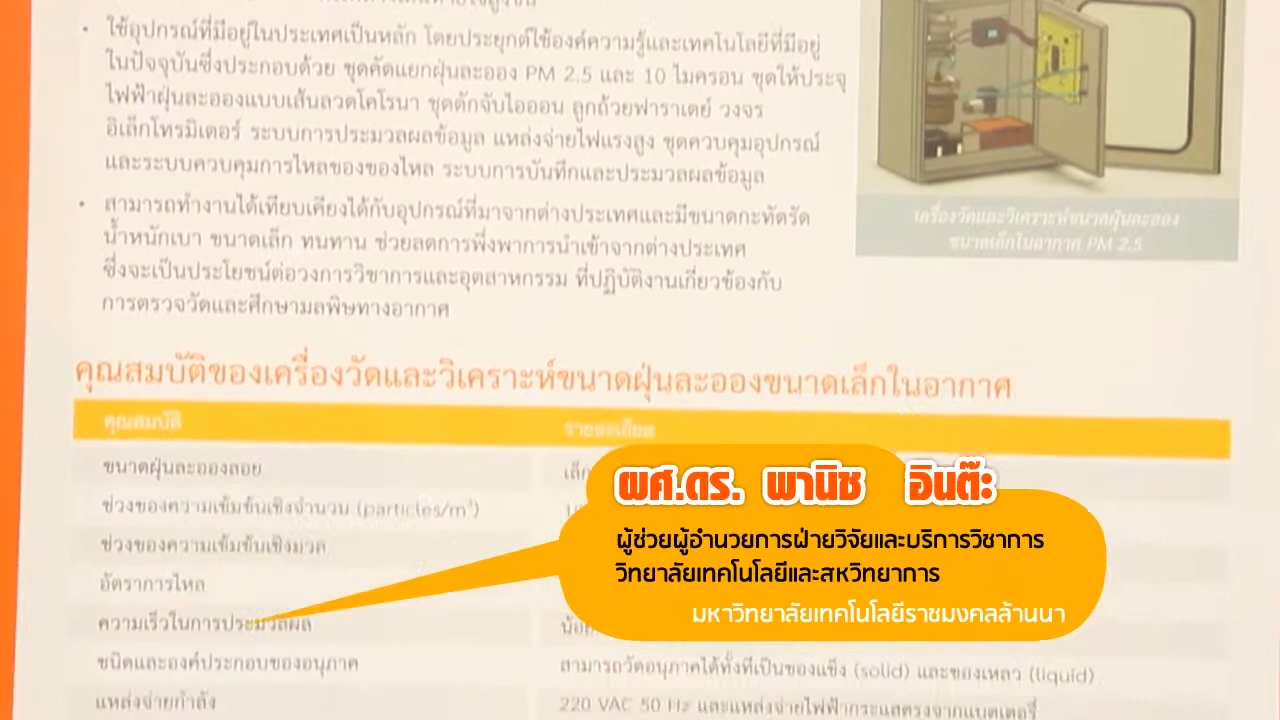 • ใช้อุปกรณ์ที่มีอยู่ในประเทศเป็นหลัก โดยประยุกต์ใช้องค์ความรู้และเทคโนโลยีที่มีอยู่
ในปัจจุบันซึ่งประกอบด้วย ชุดคัดแยกฝุ่นละออง PM 2.5 และ 10 ไมครอน ชุดให้ประจุ
ไฟฟ้าฝุ่นละอองแบบเส้นลวดโคโรนา ชุดดักจับไอออน ลูกถ้วยฟาราเดย์ วงจร
อิเล็กโทรมิเตอร์ ระบบการประมวลผลข้อมูล แหล่งจ่ายไฟแรงสูง ชุดควบคุมอุปกรณ์
และระบบควบคุมการไหลของของไหล ระบบการบันทึกและประมวลผลข้อมูล
• สามารถทำงานได้เทียบเคียงได้กับอุปกรณ์ที่มาจากต่างประเทศและมีขนาดกะทัดรัด
น้ำหนักเบา ขนาดเล็ก ทนทาน ช่วยลดการพึ่งพาการนำเข้าจากต่างประเทศ
ซึ่งจะเป็นประโยชน์ต่อวงการวิชาการและอุตสาหกรรม ที่ปฏิบัติงานเกี่ยวข้องกับ
การตรวจวัดและศึกษามลพิษทางอากาศ
เครื่องวัดและวิเคราะห์ขนาดฝุ่นละออง
ขนาดเล็กในอากาศ PM 2.5
คุณสมบัติของเครื่องวัดและวิเคราะห์ขนาดฝุ่นละอองขนาดเล็กในอากาศ
คุณสมบัติ รายละเอียด
ขนาดฝุ่นละอองลอย
ช่วงของความเข้มข้นเชิงจำนวน (particles/m³)
ช่วงของความเข้มข้นเชิงมวล
อัตราการไหล
ความเร็วในการประมวลผล
ชนิดและองค์ประกอบของอนุภาค สามารถวัดอนุภาคได้ทั้งที่เป็นของแข็ง (solid) และของเหลว (liquid)
แหล่งจ่ายกำลัง 220 VAC 50 Hz และแหล่งจ่ายไฟฟ้ากระแสตรงจากแบตเตอรี่
ผศ.ดร. พานิช อินต๊ะ
ผู้ช่วยผู้อำนวยการฝ่ายวิจัยและบริการวิชาการ
วิทยาลัยเทคโนโลยีและสหวิทยาการ
มหาวิทยาลัยเทคโนโลยีราชมงคลล้านนา